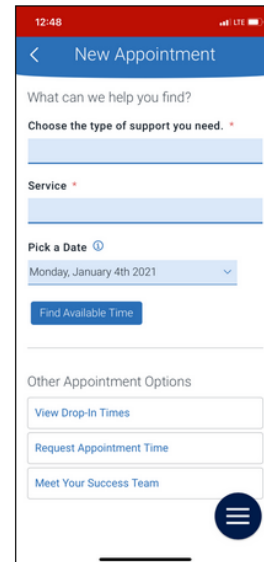 12:48
LTE
New Appointment
What can we help you find?
Choose the type of support you need. *
Service *
Pick a Date
Monday, January 4th 2021
Find Available Time
Other Appointment Options
View Drop-In Times
Request Appointment Time
Meet Your Success Team